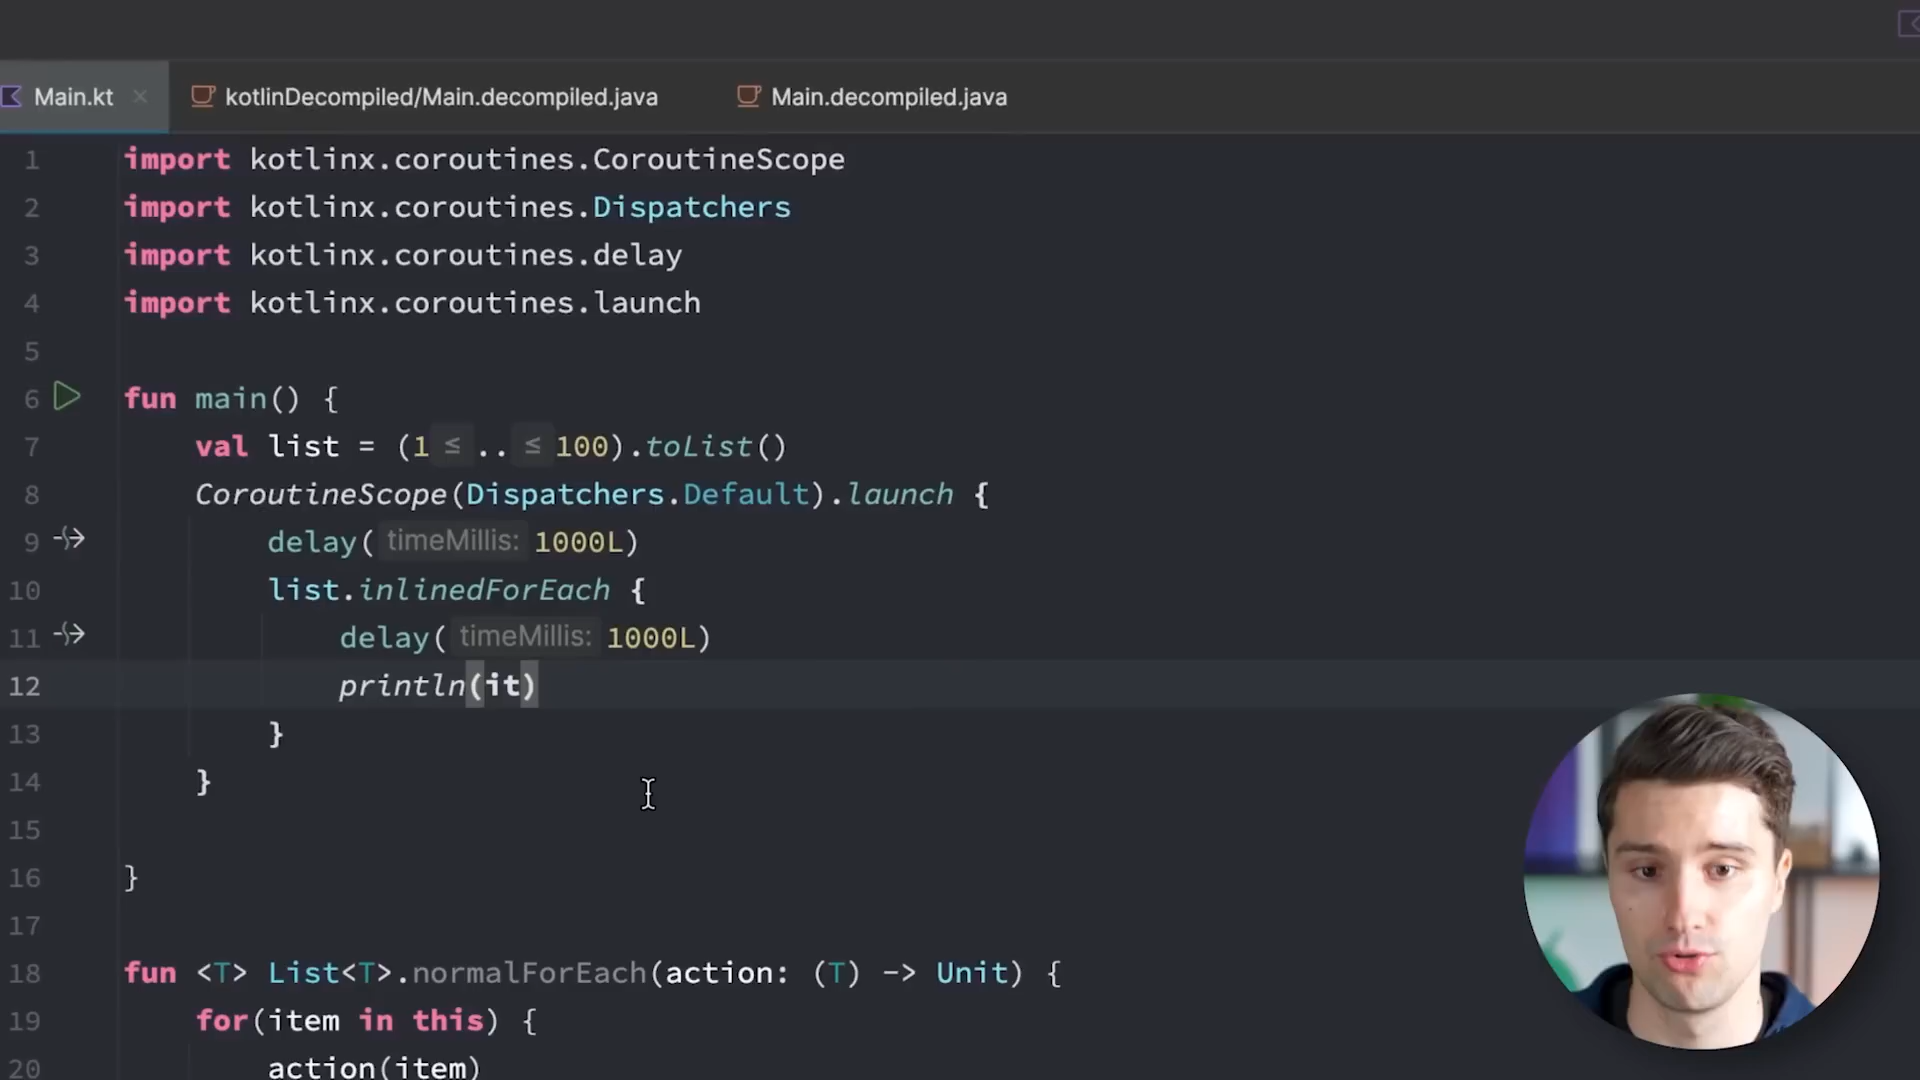 Main.kt kotlinDecompiled/Main.decompiled.java Main.decompiled.java
1 import kotlinx.coroutines.CoroutineScope
2 import kotlinx.coroutines.Dispatchers
3 import kotlinx.coroutines.delay
4 import kotlinx.coroutines.launch
5
6 fun main() {
7 val list = (1 ≤ .. ≤ 100).toList()
8 CoroutineScope(Dispatchers.Default).launch {
9 delay( timeMillis: 1000L)
10 list.inlinedForEach {
11 delay( timeMillis: 1000L)
12 println(it)
13 }
14 }
15
16 }
17
18 fun <T> List<T>.normalForEach(action: (T) -> Unit) {
19 for(item in this) {
20 action(item)